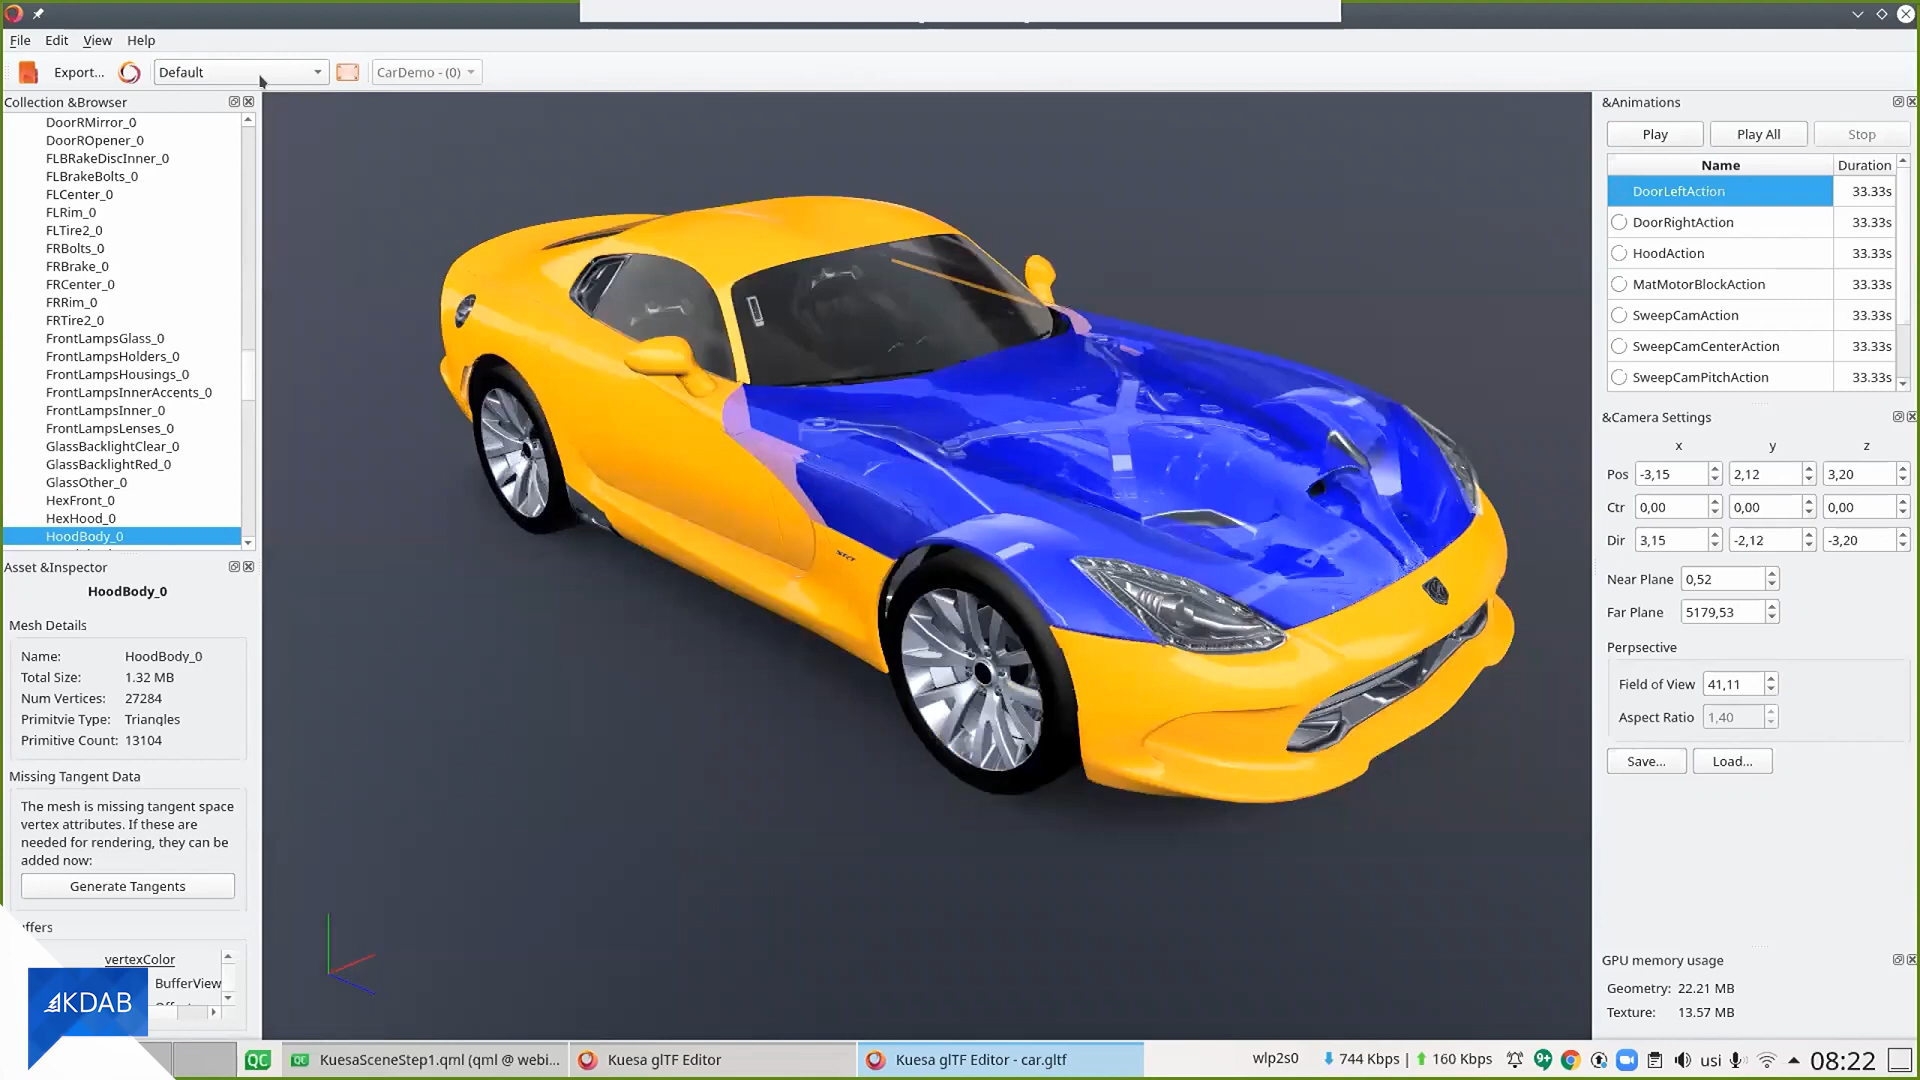 File Edit View Help
Export... Default CarDemo - (0)
Collection &Browser
DoorRMirror_0
DoorROpener_0
FLBRakeDiscInner_0
FLBrakeBolts_0
FLCenter_0
FLRim_0
FLTire2_0
FRBolts_0
FRBrake_0
FRCenter_0
FRRim_0
FRTire2_0
FrontLampsGlass_0
FrontLampsHolders_0
FrontLampsHousings_0
FrontLampsInnerAccents_0
FrontLampsInner_0
FrontLampsLenses_0
GlassBacklightClear_0
GlassBacklightRed_0
GlassOther_0
HexFront_0
HexHood_0
HoodBody_0
Asset &Inspector
HoodBody_0
Mesh Details
Name: HoodBody_0
Total Size: 1.32 MB
Num Vertices: 27284
Primitvie Type: Triangles
Primitive Count: 13104
Missing Tangent Data
The mesh is missing tangent space
vertex attributes. If these are
needed for rendering, they can be
added now:
Generate Tangents
uffers
vertexColor
BufferView
KDAB
&Animations
Play Play All Stop
Name Duration
DoorLeftAction 33.33s
DoorRightAction 33.33s
HoodAction 33.33s
MatMotorBlockAction 33.33s
SweepCamAction 33.33s
SweepCamCenterAction 33.33s
SweepCamPitchAction 33.33s
&Camera Settings
x y z
Pos -3,15 2,12 3,20
Ctr 0,00 0,00 0,00
Dir 3,15 -2,12 -3,20
Near Plane 0,52
Far Plane 5179,53
Perpsective
Field of View 41,11
Aspect Ratio 1,40
Save... Load...
GPU memory usage
Geometry: 22.21 MB
Texture: 13.57 MB
QC QC KuesaSceneStep1.qml (qml @ webi... Kuesa glTF Editor Kuesa glTF Editor - car.gltf wlp2s0 744 Kbps | 160 Kbps 9+ usi 08:22